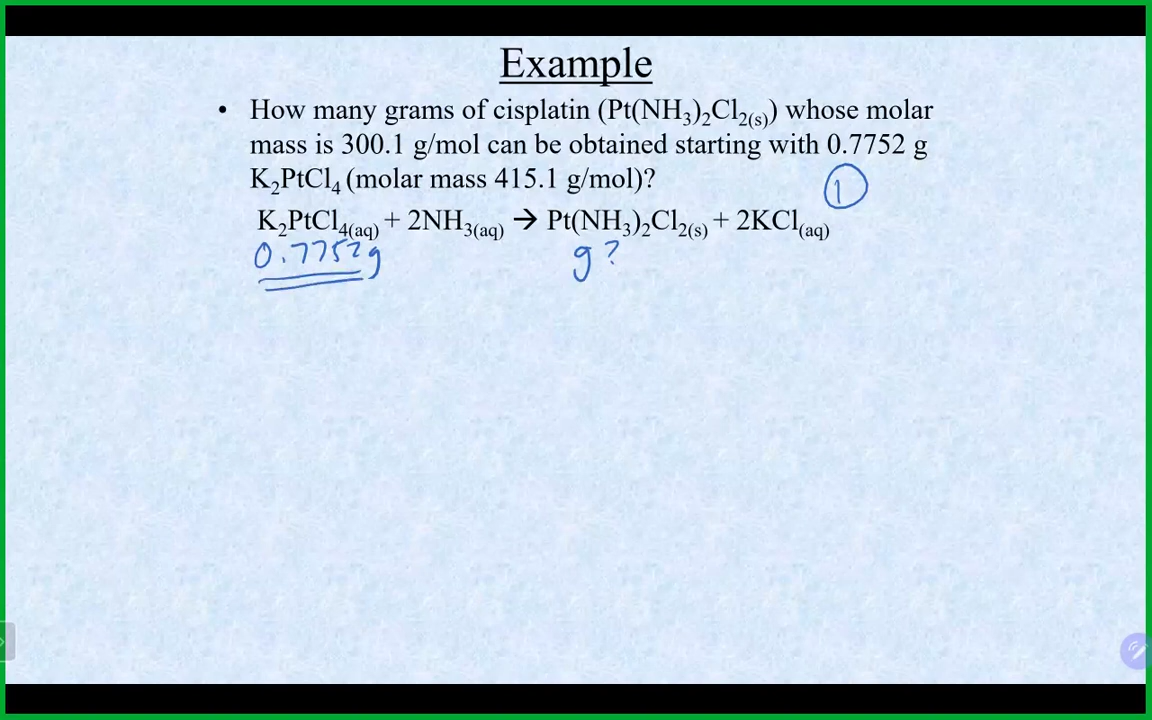 Example
• How many grams of cisplatin (Pt(NH₃)₂Cl₂₍ₛ₎) whose molar
mass is 300.1 g/mol can be obtained starting with 0.7752 g
K₂PtCl₄ (molar mass 415.1 g/mol)?
①
K₂PtCl₄(aq) + 2NH₃(aq) → Pt(NH₃)₂Cl₂(s) + 2KCl(aq)
0.7752g g?